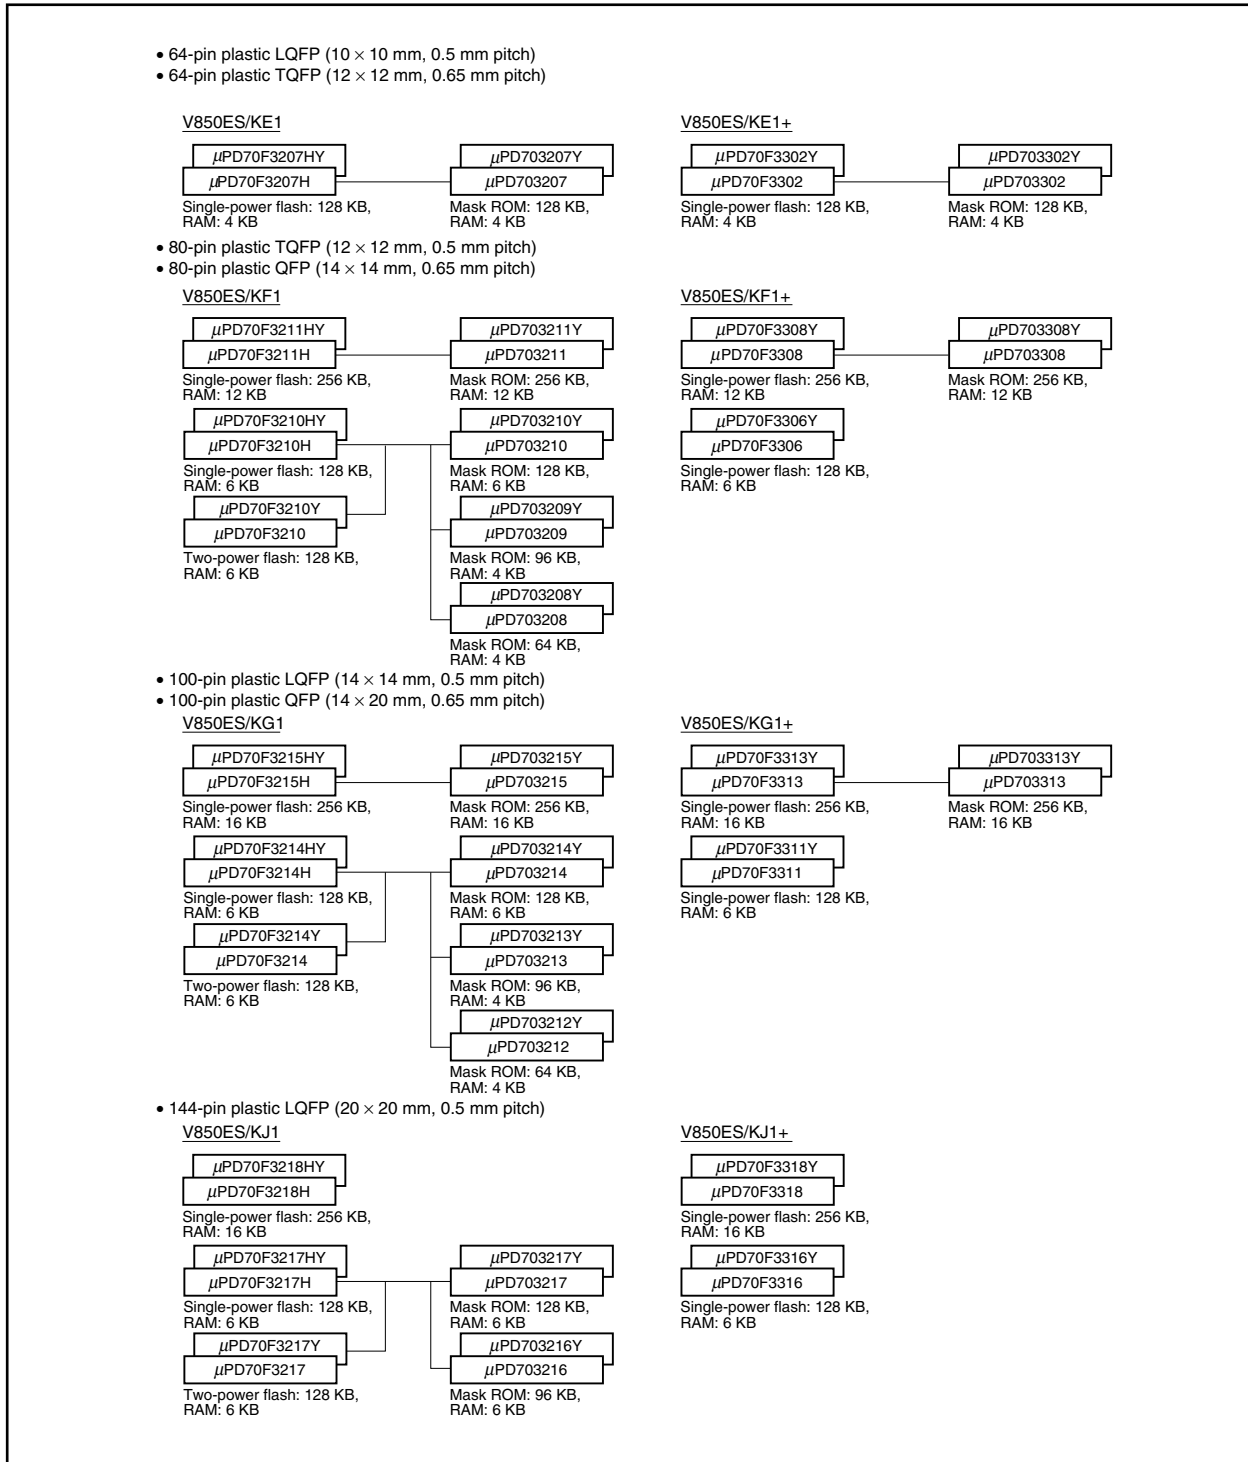 • 64-pin plastic LQFP (10 × 10 mm, 0.5 mm pitch)
• 64-pin plastic TQFP (12 × 12 mm, 0.65 mm pitch)
V850ES/KE1
μPD70F3207HY
μPD70F3207H
Single-power flash: 128 KB,
RAM: 4 KB
μPD703207Y
μPD703207
Mask ROM: 128 KB,
RAM: 4 KB
V850ES/KE1+
μPD70F3302Y
μPD70F3302
Single-power flash: 128 KB,
RAM: 4 KB
μPD703302Y
μPD703302
Mask ROM: 128 KB,
RAM: 4 KB
• 80-pin plastic TQFP (12 × 12 mm, 0.5 mm pitch)
• 80-pin plastic QFP (14 × 14 mm, 0.65 mm pitch)
V850ES/KF1
μPD70F3211HY
μPD70F3211H
Single-power flash: 256 KB,
RAM: 12 KB
μPD703211Y
μPD703211
Mask ROM: 256 KB,
RAM: 12 KB
μPD70F3210HY
μPD70F3210H
Single-power flash: 128 KB,
RAM: 6 KB
μPD703210Y
μPD703210
Mask ROM: 128 KB,
RAM: 6 KB
μPD70F3210Y
μPD70F3210
Two-power flash: 128 KB,
RAM: 6 KB
μPD703209Y
μPD703209
Mask ROM: 96 KB,
RAM: 4 KB
μPD703208Y
μPD703208
Mask ROM: 64 KB,
RAM: 4 KB
V850ES/KF1+
μPD70F3308Y
μPD70F3308
Single-power flash: 256 KB,
RAM: 12 KB
μPD703308Y
μPD703308
Mask ROM: 256 KB,
RAM: 12 KB
μPD70F3306Y
μPD70F3306
Single-power flash: 128 KB,
RAM: 6 KB
• 100-pin plastic LQFP (14 × 14 mm, 0.5 mm pitch)
• 100-pin plastic QFP (14 × 20 mm, 0.65 mm pitch)
V850ES/KG1
μPD70F3215HY
μPD70F3215H
Single-power flash: 256 KB,
RAM: 16 KB
μPD703215Y
μPD703215
Mask ROM: 256 KB,
RAM: 16 KB
μPD70F3214HY
μPD70F3214H
Single-power flash: 128 KB,
RAM: 6 KB
μPD703214Y
μPD703214
Mask ROM: 128 KB,
RAM: 6 KB
μPD70F3214Y
μPD70F3214
Two-power flash: 128 KB,
RAM: 6 KB
μPD703213Y
μPD703213
Mask ROM: 96 KB,
RAM: 4 KB
μPD703212Y
μPD703212
Mask ROM: 64 KB,
RAM: 4 KB
V850ES/KG1+
μPD70F3313Y
μPD70F3313
Single-power flash: 256 KB,
RAM: 16 KB
μPD703313Y
μPD703313
Mask ROM: 256 KB,
RAM: 16 KB
μPD70F3311Y
μPD70F3311
Single-power flash: 128 KB,
RAM: 6 KB
• 144-pin plastic LQFP (20 × 20 mm, 0.5 mm pitch)
V850ES/KJ1
μPD70F3218HY
μPD70F3218H
Single-power flash: 256 KB,
RAM: 16 KB
μPD70F3217HY
μPD70F3217H
Single-power flash: 128 KB,
RAM: 6 KB
μPD703217Y
μPD703217
Mask ROM: 128 KB,
RAM: 6 KB
μPD70F3217Y
μPD70F3217
Two-power flash: 128 KB,
RAM: 6 KB
μPD703216Y
μPD703216
Mask ROM: 96 KB,
RAM: 6 KB
V850ES/KJ1+
μPD70F3318Y
μPD70F3318
Single-power flash: 256 KB,
RAM: 16 KB
μPD70F3316Y
μPD70F3316
Single-power flash: 128 KB,
RAM: 6 KB